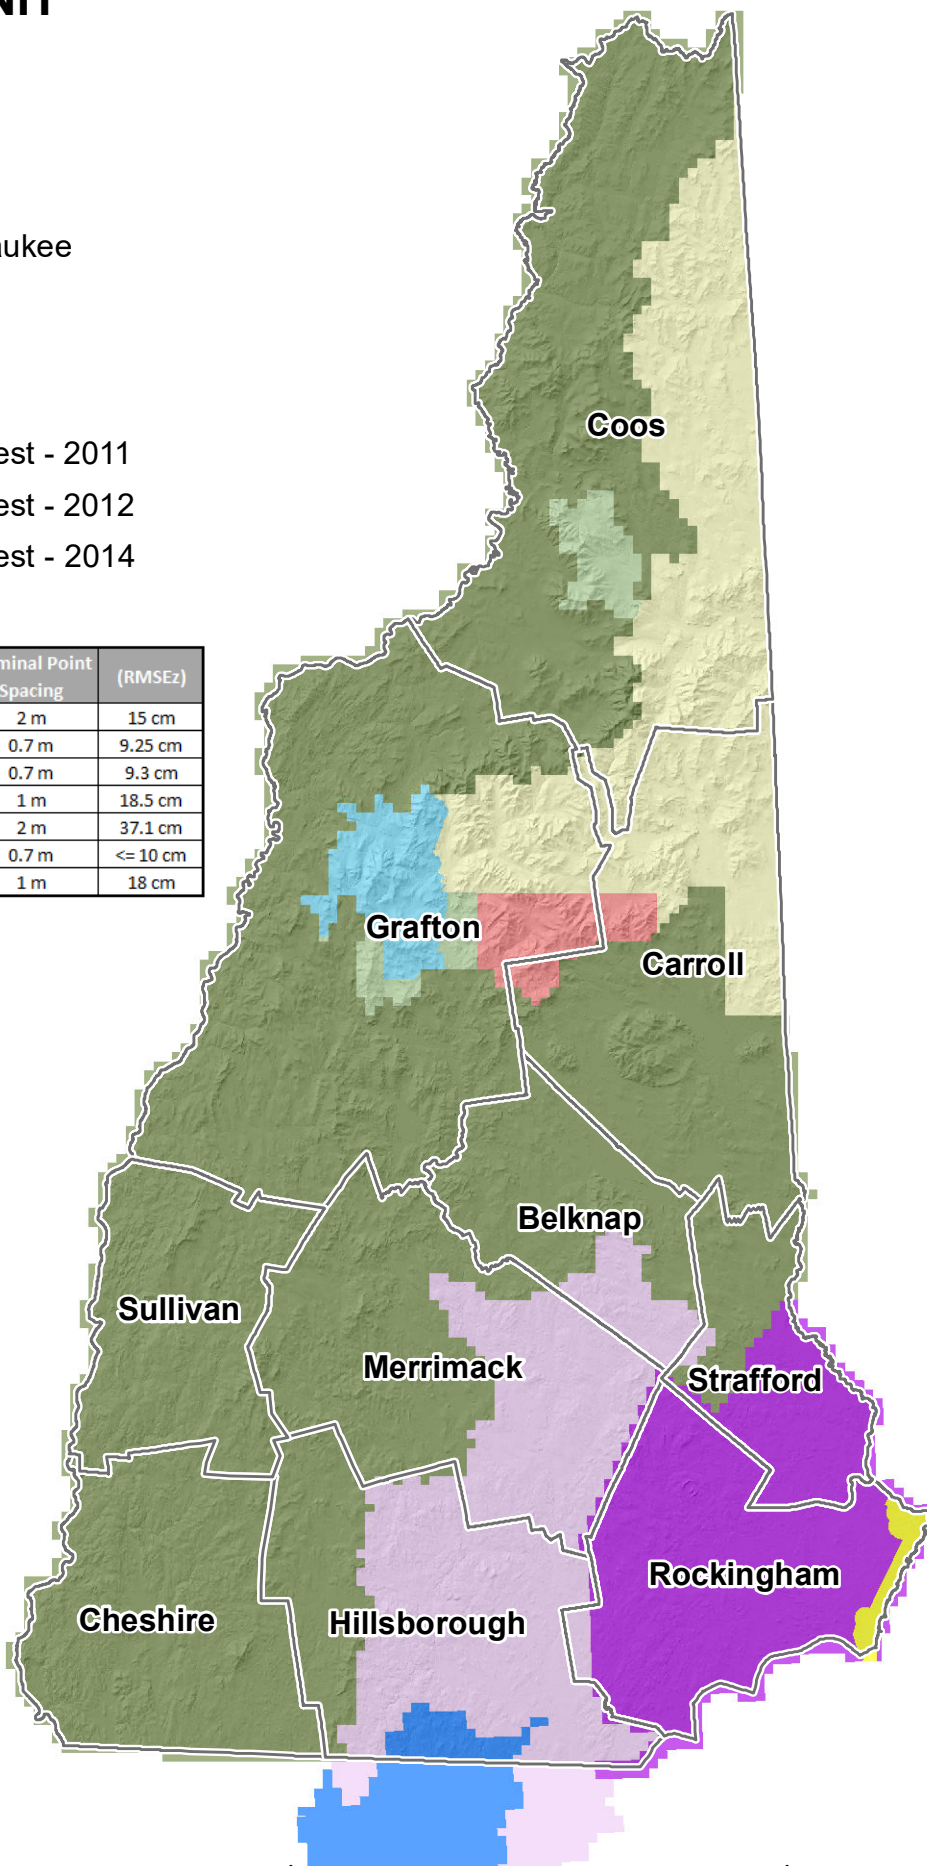 aukee
est - 2011
est - 2012
est - 2014
minal Point
Spacing
(RMSEz)
2 m 15 cm
0.7 m 9.25 cm
0.7 m 9.3 cm
1 m 18.5 cm
2 m 37.1 cm
0.7 m <= 10 cm
1 m 18 cm
Coos
Grafton
Carroll
Belknap
Sullivan
Merrimack
Strafford
Rockingham
Cheshire
Hillsborough